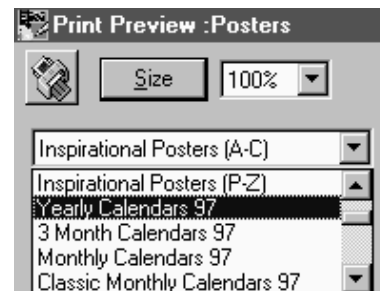 Print Preview :Posters
Size 100%
Inspirational Posters (A-C)
Inspirational Posters (P-Z)
Yearly Calendars 97
3 Month Calendars 97
Monthly Calendars 97
Classic Monthly Calendars 97